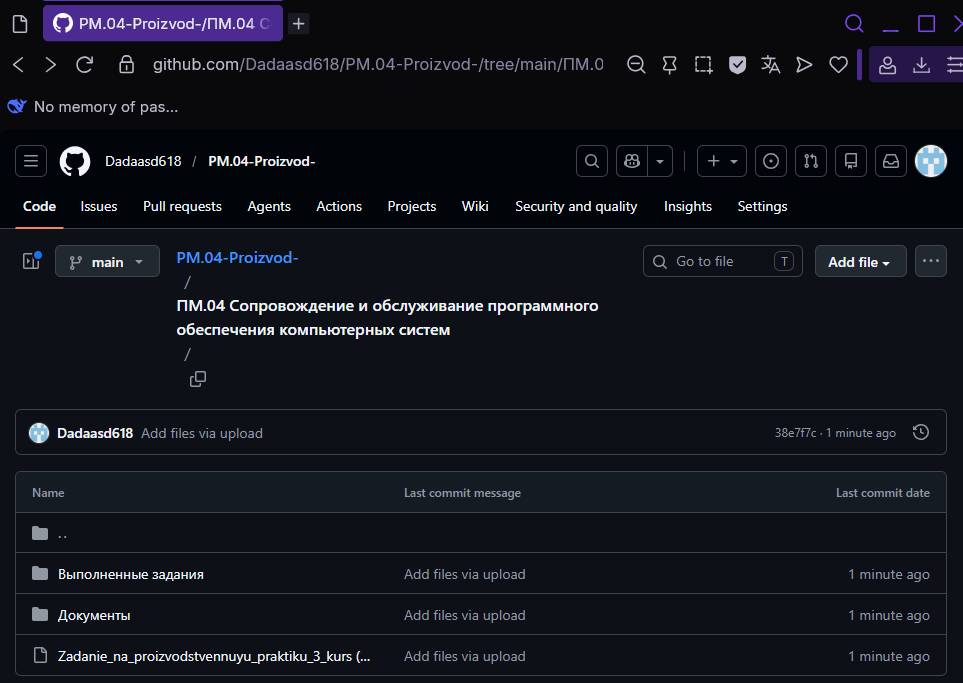 PM.04-Proizvod-/ПМ.04 С
github.com/Dadaasd618/PM.04-Proizvod-/tree/main/ПМ.0
No memory of pas...
Dadaasd618 / PM.04-Proizvod-
Code Issues Pull requests Agents Actions Projects Wiki Security and quality Insights Settings
main
PM.04-Proizvod-
/
ПМ.04 Сопровождение и обслуживание программного
обеспечения компьютерных систем
/
Go to file T
Add file
Dadaasd618 Add files via upload 38e7f7c · 1 minute ago
Name Last commit message Last commit date
..
Выполненные задания Add files via upload 1 minute ago
Документы Add files via upload 1 minute ago
Zadanie_na_proizvodstvennuyu_praktiku_3_kurs (... Add files via upload 1 minute ago